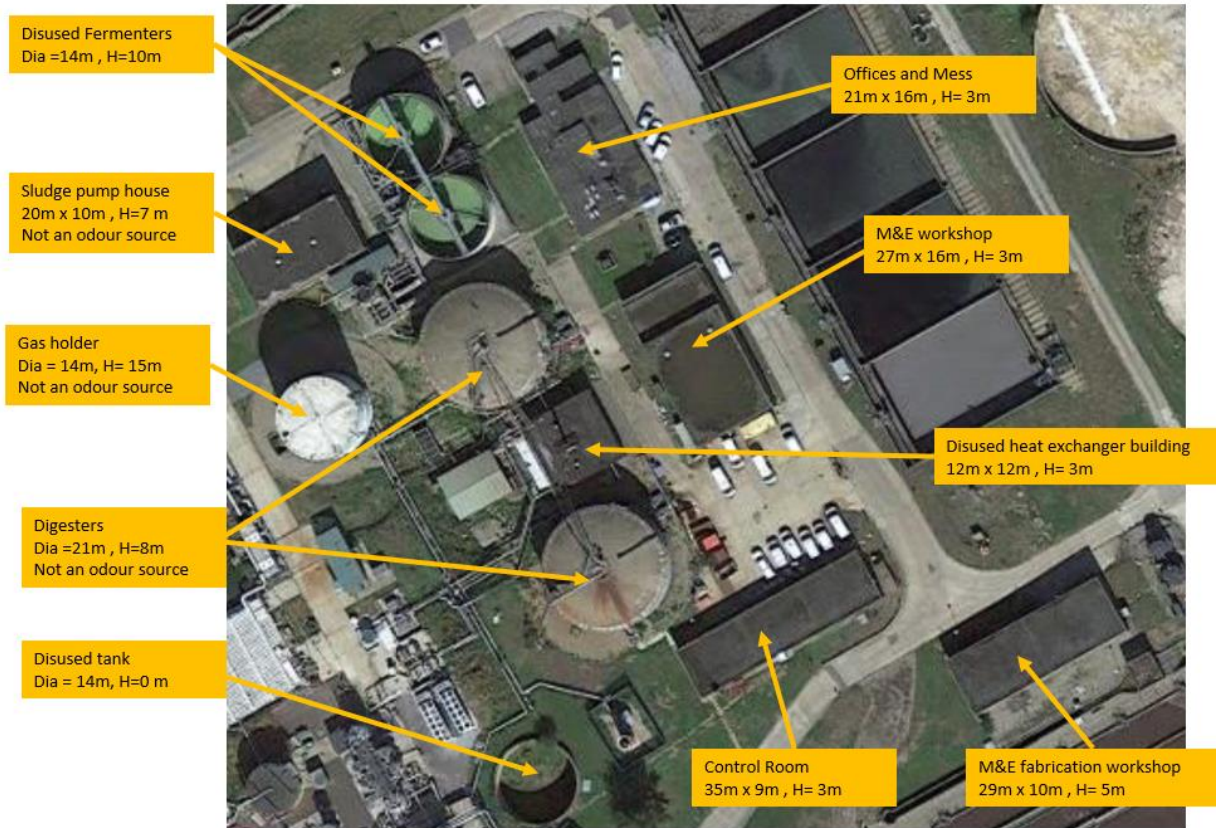 Disused Fermenters
Dia =14m , H=10m
Offices and Mess
21m x 16m , H= 3m
Sludge pump house
20m x 10m , H=7 m
Not an odour source
M&E workshop
27m x 16m , H= 3m
Gas holder
Dia = 14m, H= 15m
Not an odour source
Disused heat exchanger building
12m x 12m , H= 3m
Digesters
Dia =21m , H=8m
Not an odour source
Disused tank
Dia = 14m, H=0 m
Control Room
35m x 9m , H= 3m
M&E fabrication workshop
29m x 10m , H= 5m